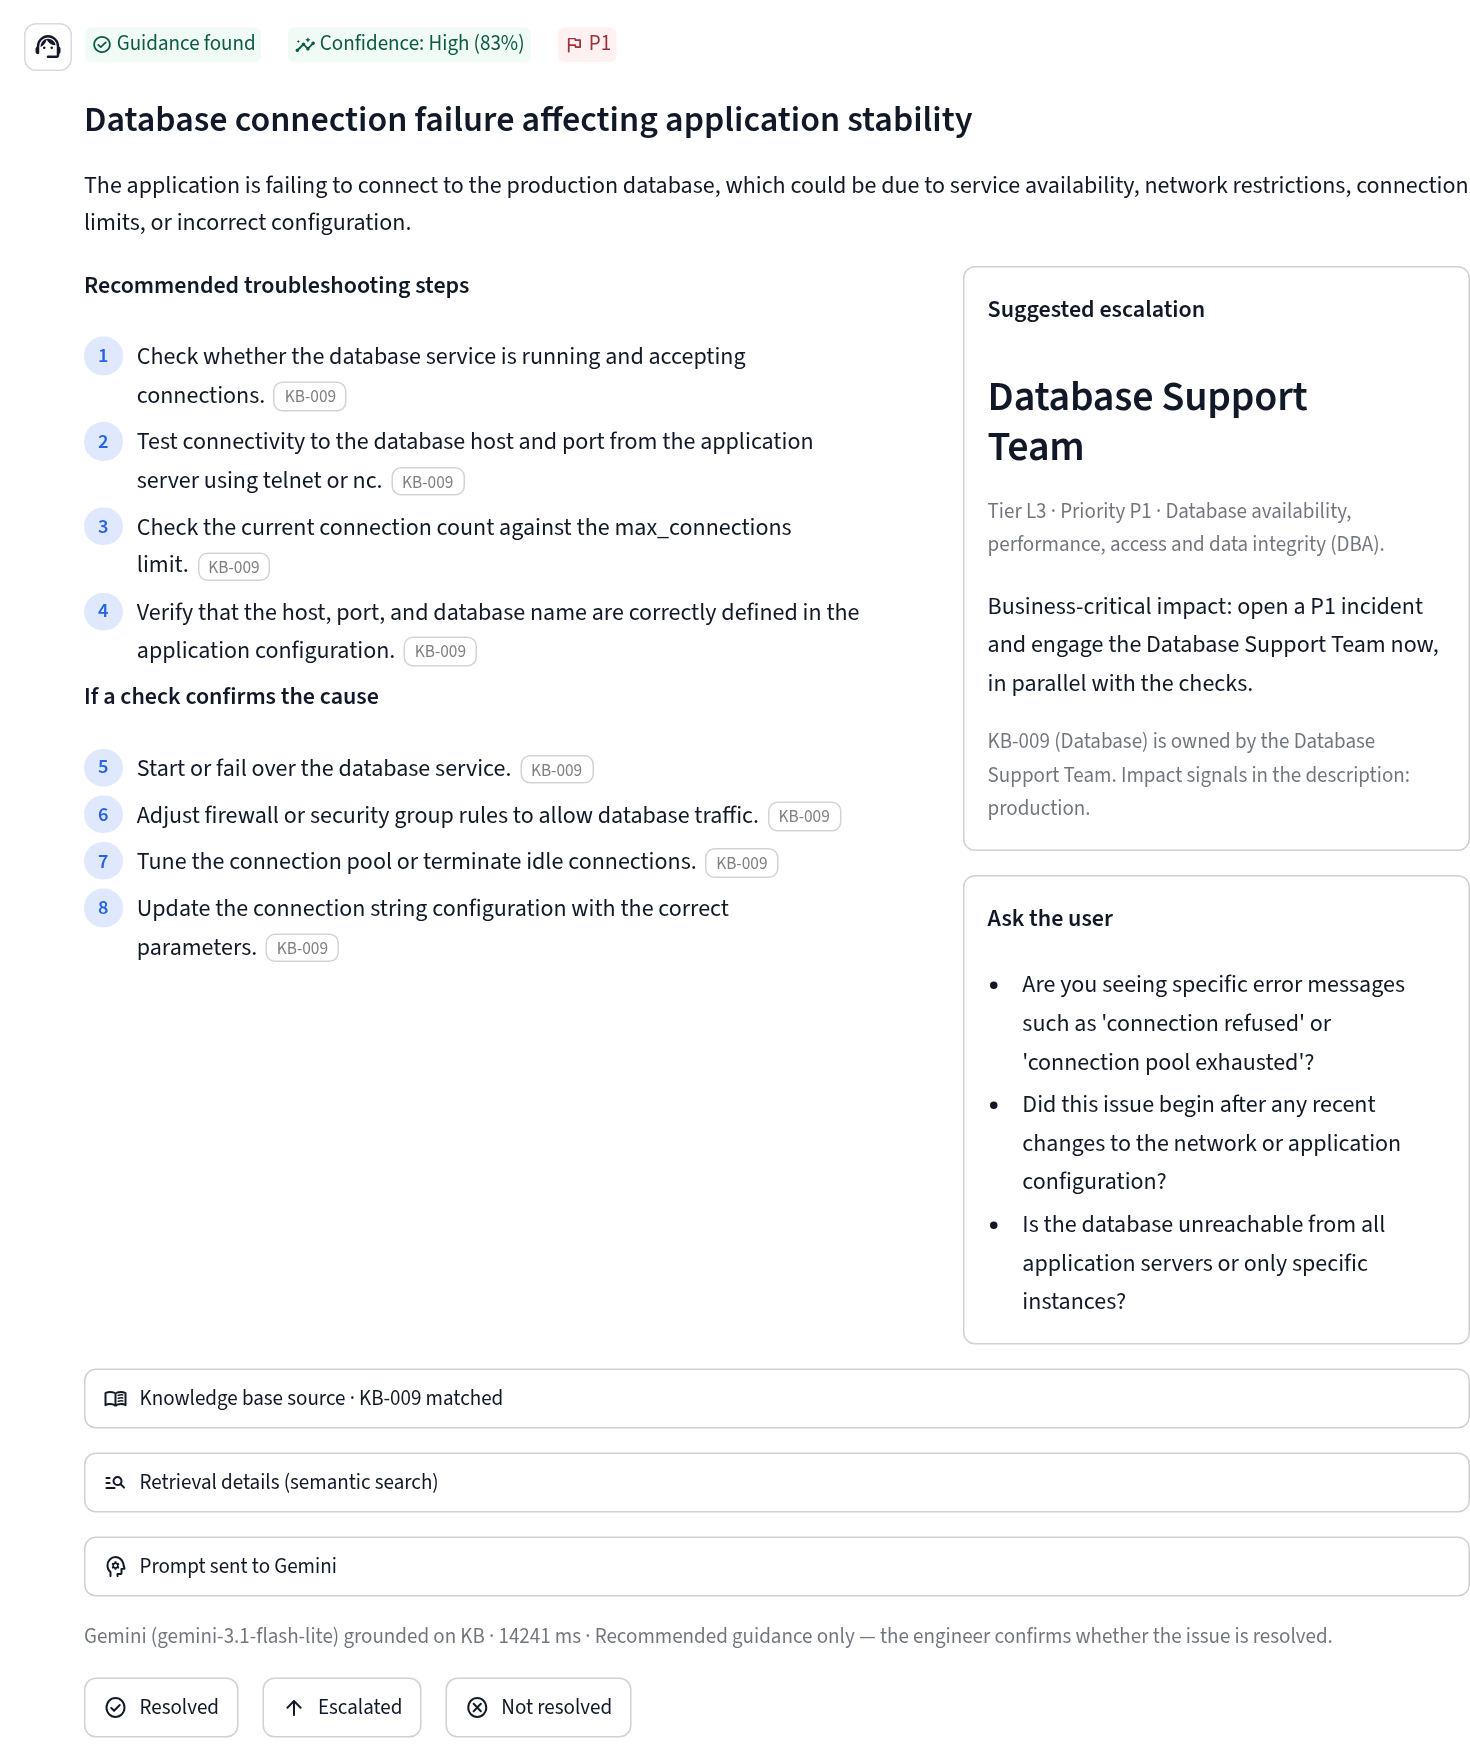 Guidance found
Confidence: High (83%)
P1
Database connection failure affecting application stability
The application is failing to connect to the production database, which could be due to service availability, network restrictions, connection
limits, or incorrect configuration.
Recommended troubleshooting steps
1 Check whether the database service is running and accepting
connections. KB-009
2 Test connectivity to the database host and port from the application
server using telnet or nc. KB-009
3 Check the current connection count against the max_connections
limit. KB-009
4 Verify that the host, port, and database name are correctly defined in the
application configuration. KB-009
If a check confirms the cause
5 Start or fail over the database service. KB-009
6 Adjust firewall or security group rules to allow database traffic. KB-009
7 Tune the connection pool or terminate idle connections. KB-009
8 Update the connection string configuration with the correct
parameters. KB-009
Suggested escalation
Database Support
Team
Tier L3 · Priority P1 · Database availability,
performance, access and data integrity (DBA).
Business-critical impact: open a P1 incident
and engage the Database Support Team now,
in parallel with the checks.
KB-009 (Database) is owned by the Database
Support Team. Impact signals in the description:
production.
Ask the user
• Are you seeing specific error messages
such as 'connection refused' or
'connection pool exhausted'?
• Did this issue begin after any recent
changes to the network or application
configuration?
• Is the database unreachable from all
application servers or only specific
instances?
Knowledge base source · KB-009 matched
Retrieval details (semantic search)
Prompt sent to Gemini
Gemini (gemini-3.1-flash-lite) grounded on KB · 14241 ms · Recommended guidance only — the engineer confirms whether the issue is resolved.
Resolved
Escalated
Not resolved